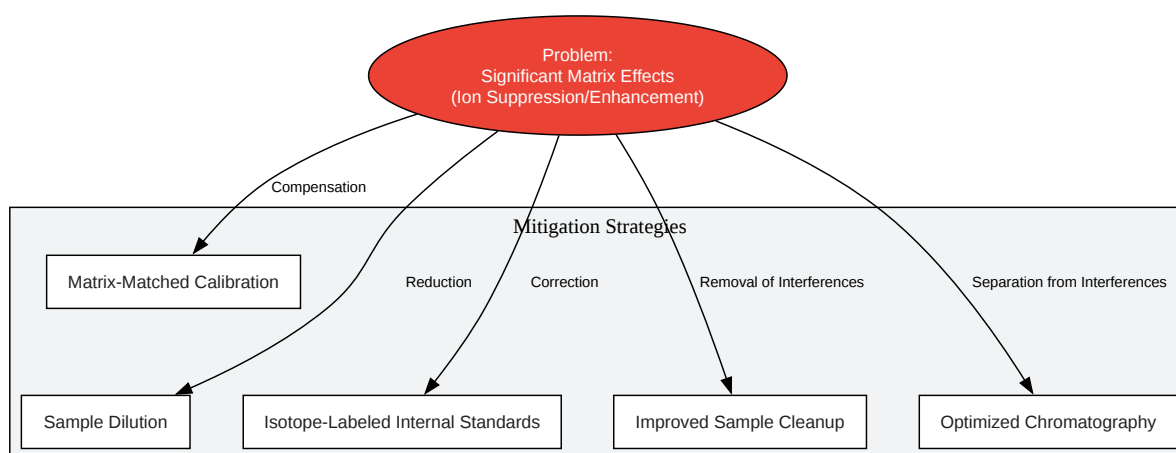 Problem:
Significant Matrix Effects
(Ion Suppression/Enhancement)
Compensation
Mitigation Strategies
Matrix-Matched Calibration
Reduction
Correction
Removal of Interferences
Separation from Interferences
Sample Dilution
Isotope-Labeled Internal Standards
Improved Sample Cleanup
Optimized Chromatography